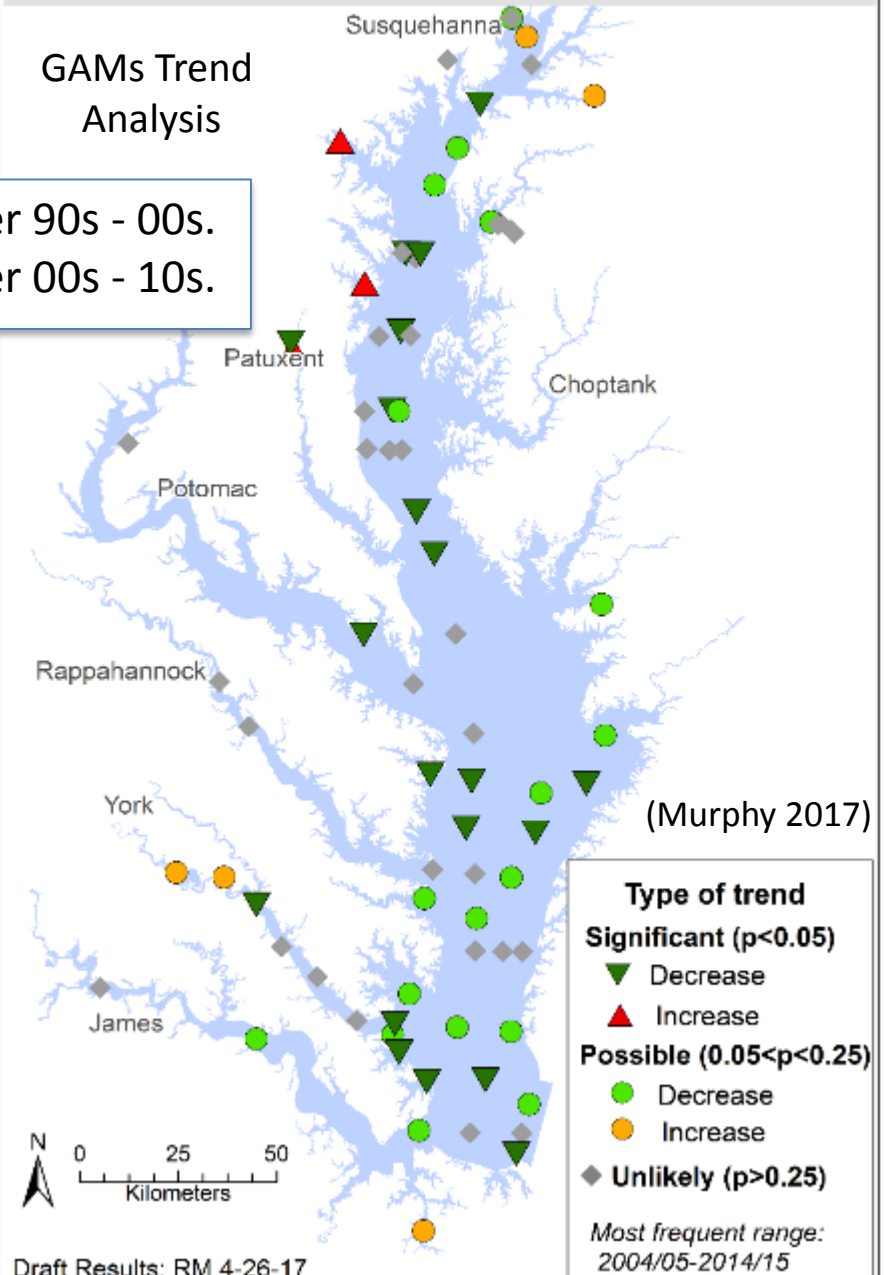 Susquehanna
GAMs Trend
Analysis
er 90s - 00s.
er 00s - 10s.
Patuxent
Choptank
Potomac
Rappahannock
York
(Murphy 2017)
Type of trend
Significant (p<0.05)
Decrease
Increase
Possible (0.05<p<0.25)
Decrease
Increase
Unlikely (p>0.25)
Most frequent range:
2004/05-2014/15
James
N
0 25 50
Kilometers
Draft Results: RM 4-26-17